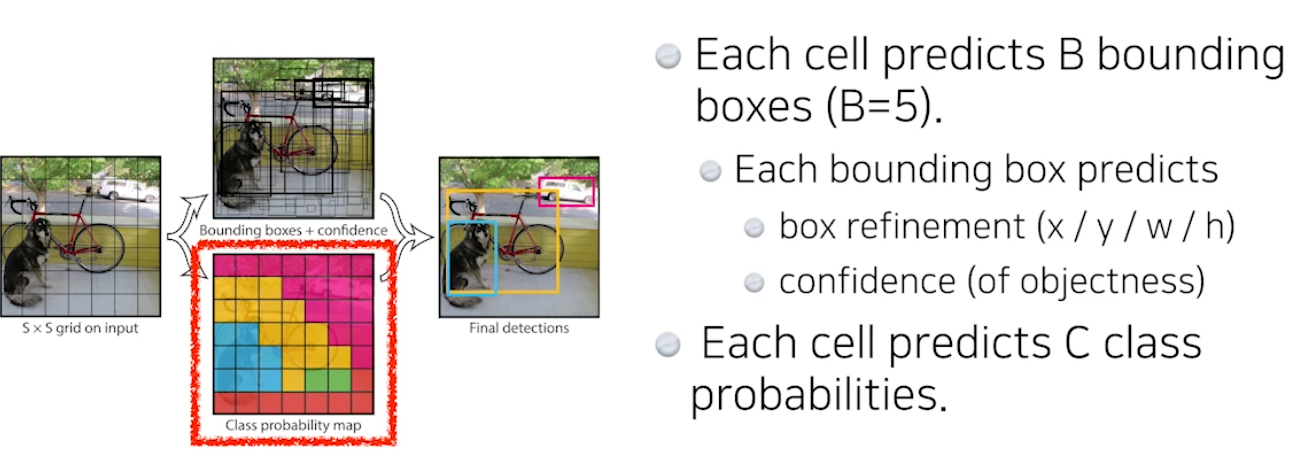 Bounding boxes + confidence
S × S grid on input
Class probability map
Final detections
Each cell predicts B bounding
boxes (B=5).
Each bounding box predicts
box refinement (x / y / w / h)
confidence (of objectness)
Each cell predicts C class
probabilities.